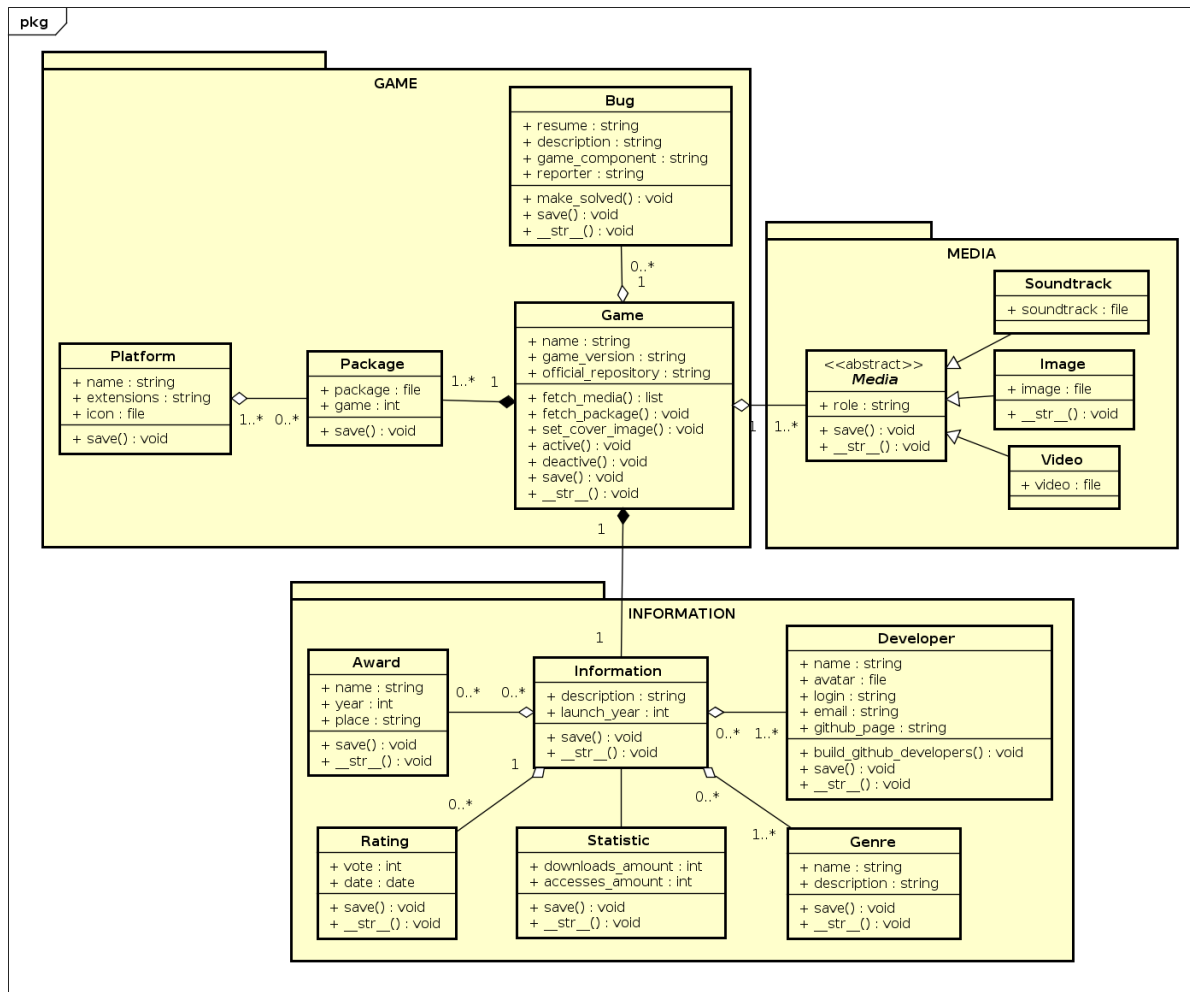 pkg
GAME
Bug
+ resume : string
+ description : string
+ game_component : string
+ reporter : string
+ make_solved() : void
+ save() : void
+ __str__() : void
0..*
1
Game
+ name : string
+ game_version : string
+ official_repository : string
+ fetch_media() : list
+ fetch_package() : void
+ set_cover_image() : void
+ active() : void
+ deactive() : void
+ save() : void
+ __str__() : void
Platform
+ name : string
+ extensions : string
+ icon : file
+ save() : void
1..*
0..*
Package
+ package : file
+ game : int
+ save() : void
1..*
1
MEDIA
1
1..*
<<abstract>>
Media
+ role : string
+ save() : void
+ __str__() : void
Soundtrack
+ soundtrack : file
Image
+ image : file
+ __str__() : void
Video
+ video : file
1
1
INFORMATION
Award
+ name : string
+ year : int
+ place : string
+ save() : void
+ __str__() : void
0..*
0..*
Information
+ description : string
+ launch_year : int
+ save() : void
+ __str__() : void
0..*
1..*
Developer
+ name : string
+ avatar : file
+ login : string
+ email : string
+ github_page : string
+ build_github_developers() : void
+ save() : void
+ __str__() : void
1
0..*
0..*
1..*
Rating
+ vote : int
+ date : date
+ save() : void
+ __str__() : void
Statistic
+ downloads_amount : int
+ accesses_amount : int
+ save() : void
+ __str__() : void
Genre
+ name : string
+ description : string
+ save() : void
+ __str__() : void